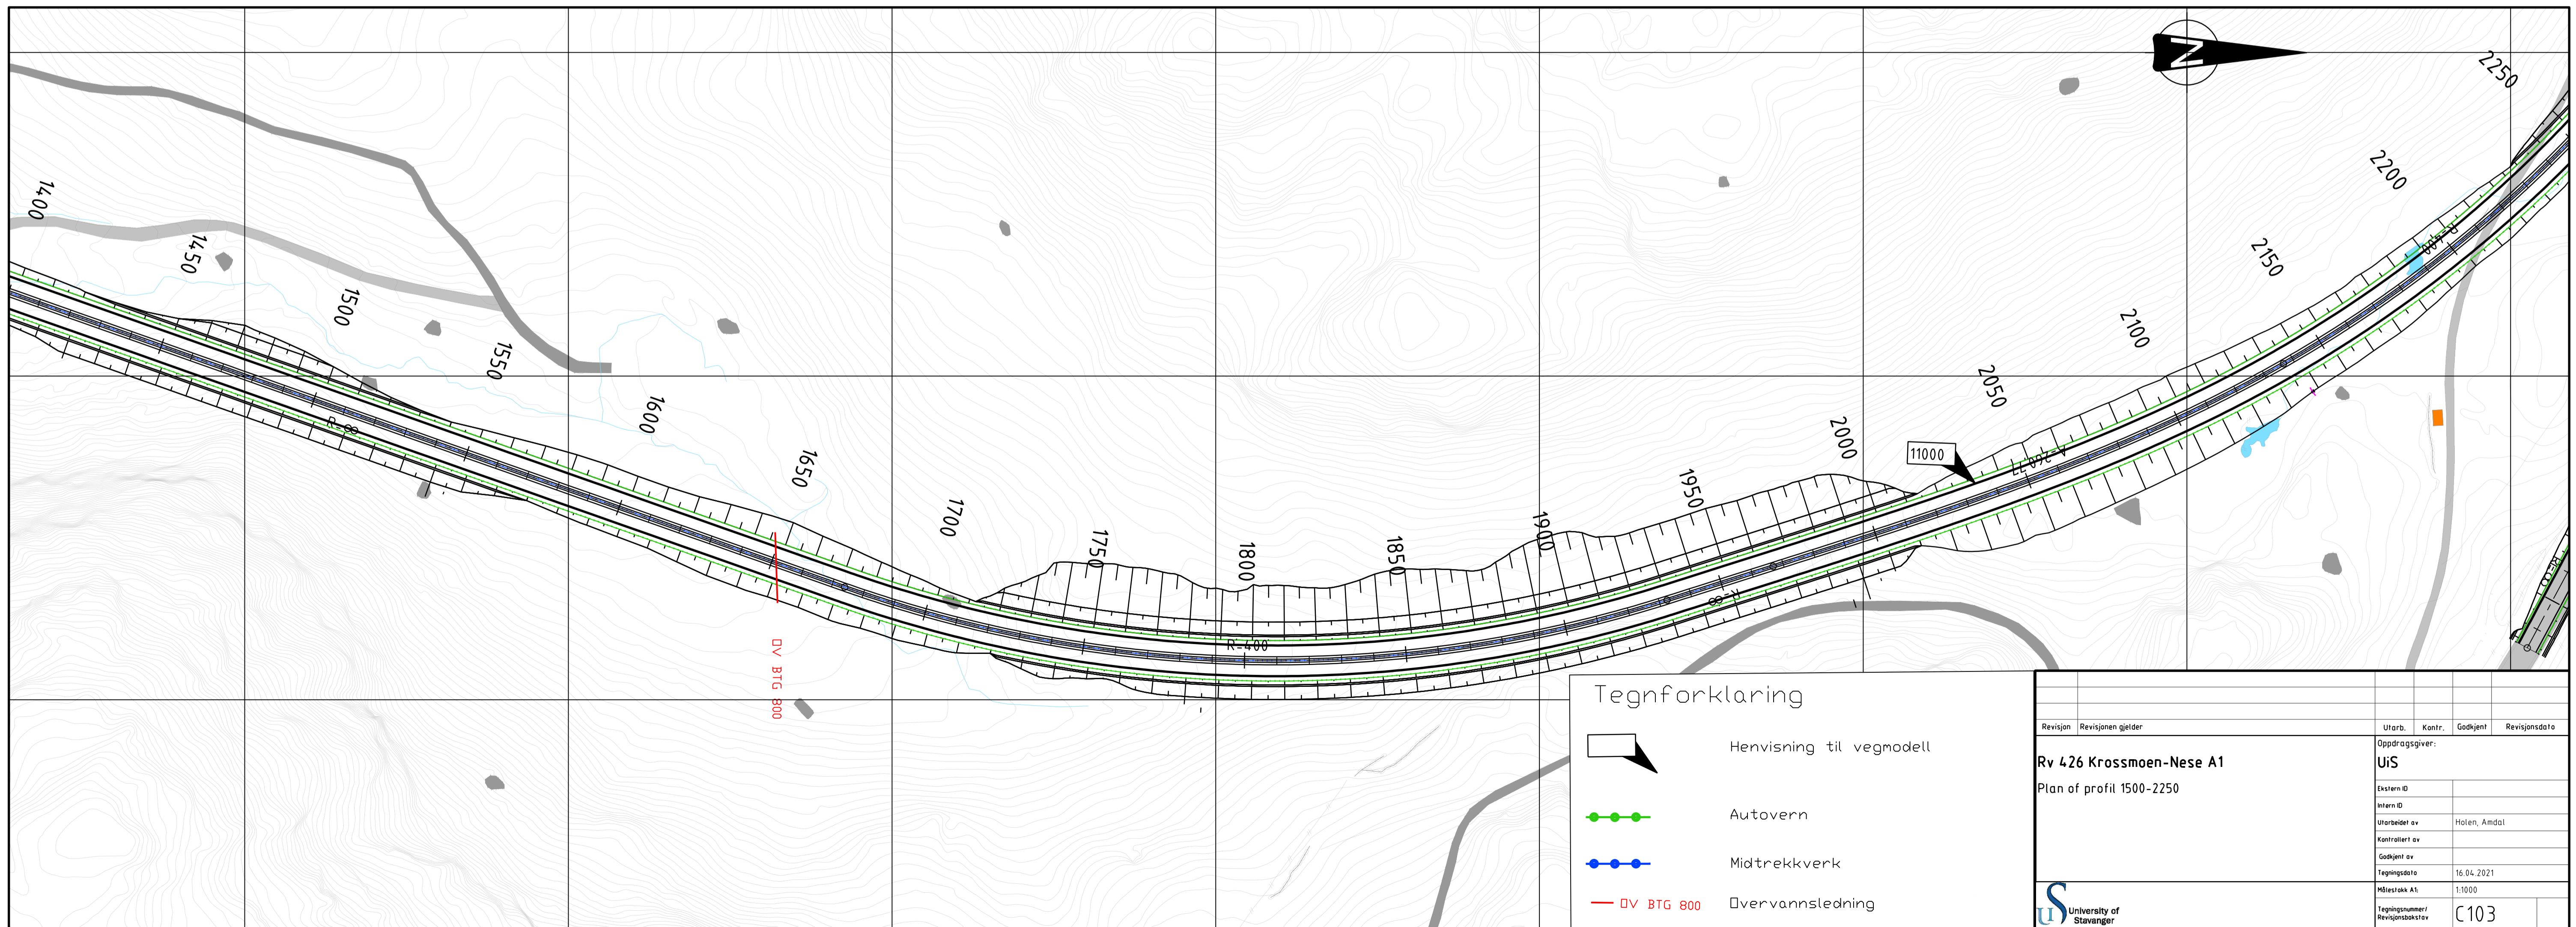 N
2250
2200
2150
2100
2050
2000
1950
1900
1850
1800
1750
1700
1650
1600
1550
1500
1450
1400
11000
R=∞
R=400
R=∞
R=∞
OV BTG 800
Tegnforklaring
Henvisning til vegmodell
Autovern
Midtrekkverk
OV BTG 800 Overvannsledning
Revisjon Revisjonen gjelder Utarb. Kontr. Godkjent Revisjonsdato
Rv 426 Krossmoen-Nese A1
Plan of profil 1500-2250
Oppdragsgiver:
UiS
Ekstern ID
Intern ID
Utarbeidet av Holen, Amdal
Kontrollert av
Godkjent av
Tegningsdato 16.04.2021
Målestokk A1: 1:1000
Tegningsnummer/
Revisjonsbokstav C103
University of
Stavanger